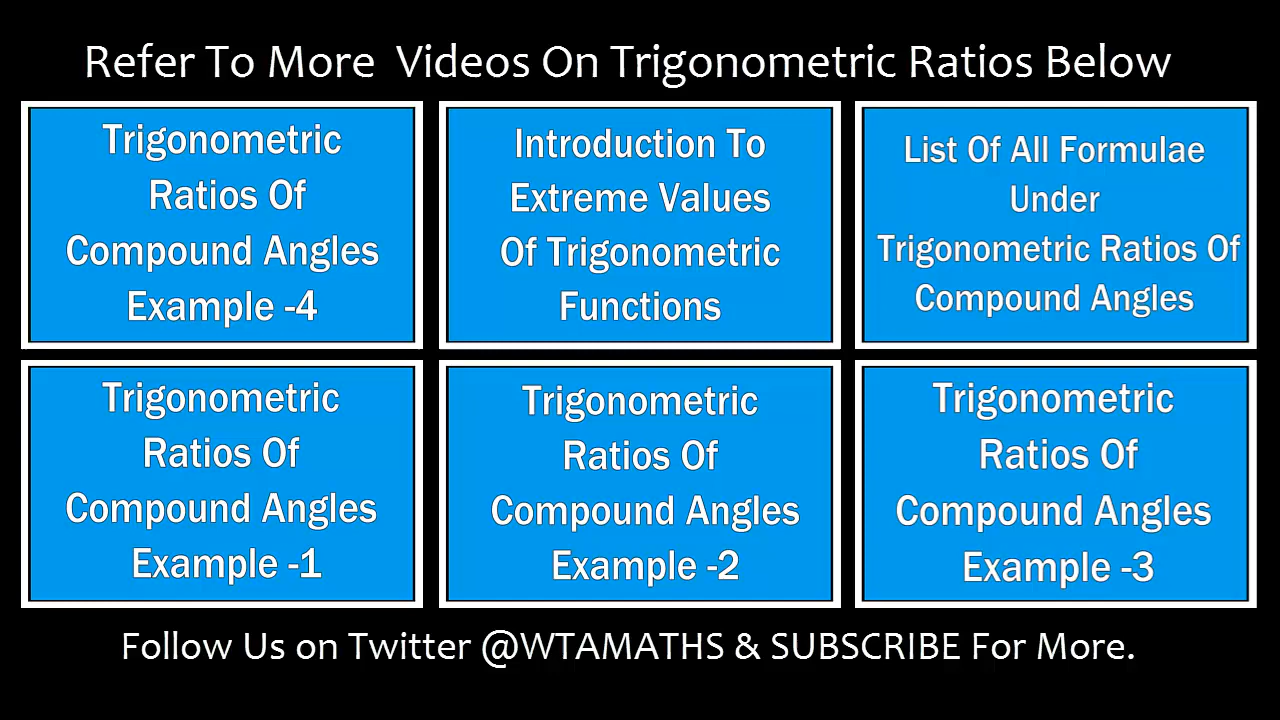 Refer To More  Videos On Trigonometric Ratios Below
Trigonometric
Ratios Of
Compound Angles
Example -4
Introduction To
Extreme Values
Of Trigonometric
Functions
List Of All Formulae
Under
Trigonometric Ratios Of
Compound Angles
Trigonometric
Ratios Of
Compound Angles
Example -1
Trigonometric
Ratios Of
Compound Angles
Example -2
Trigonometric
Ratios Of
Compound Angles
Example -3
Follow Us on Twitter @WTAMATHS & SUBSCRIBE For More.